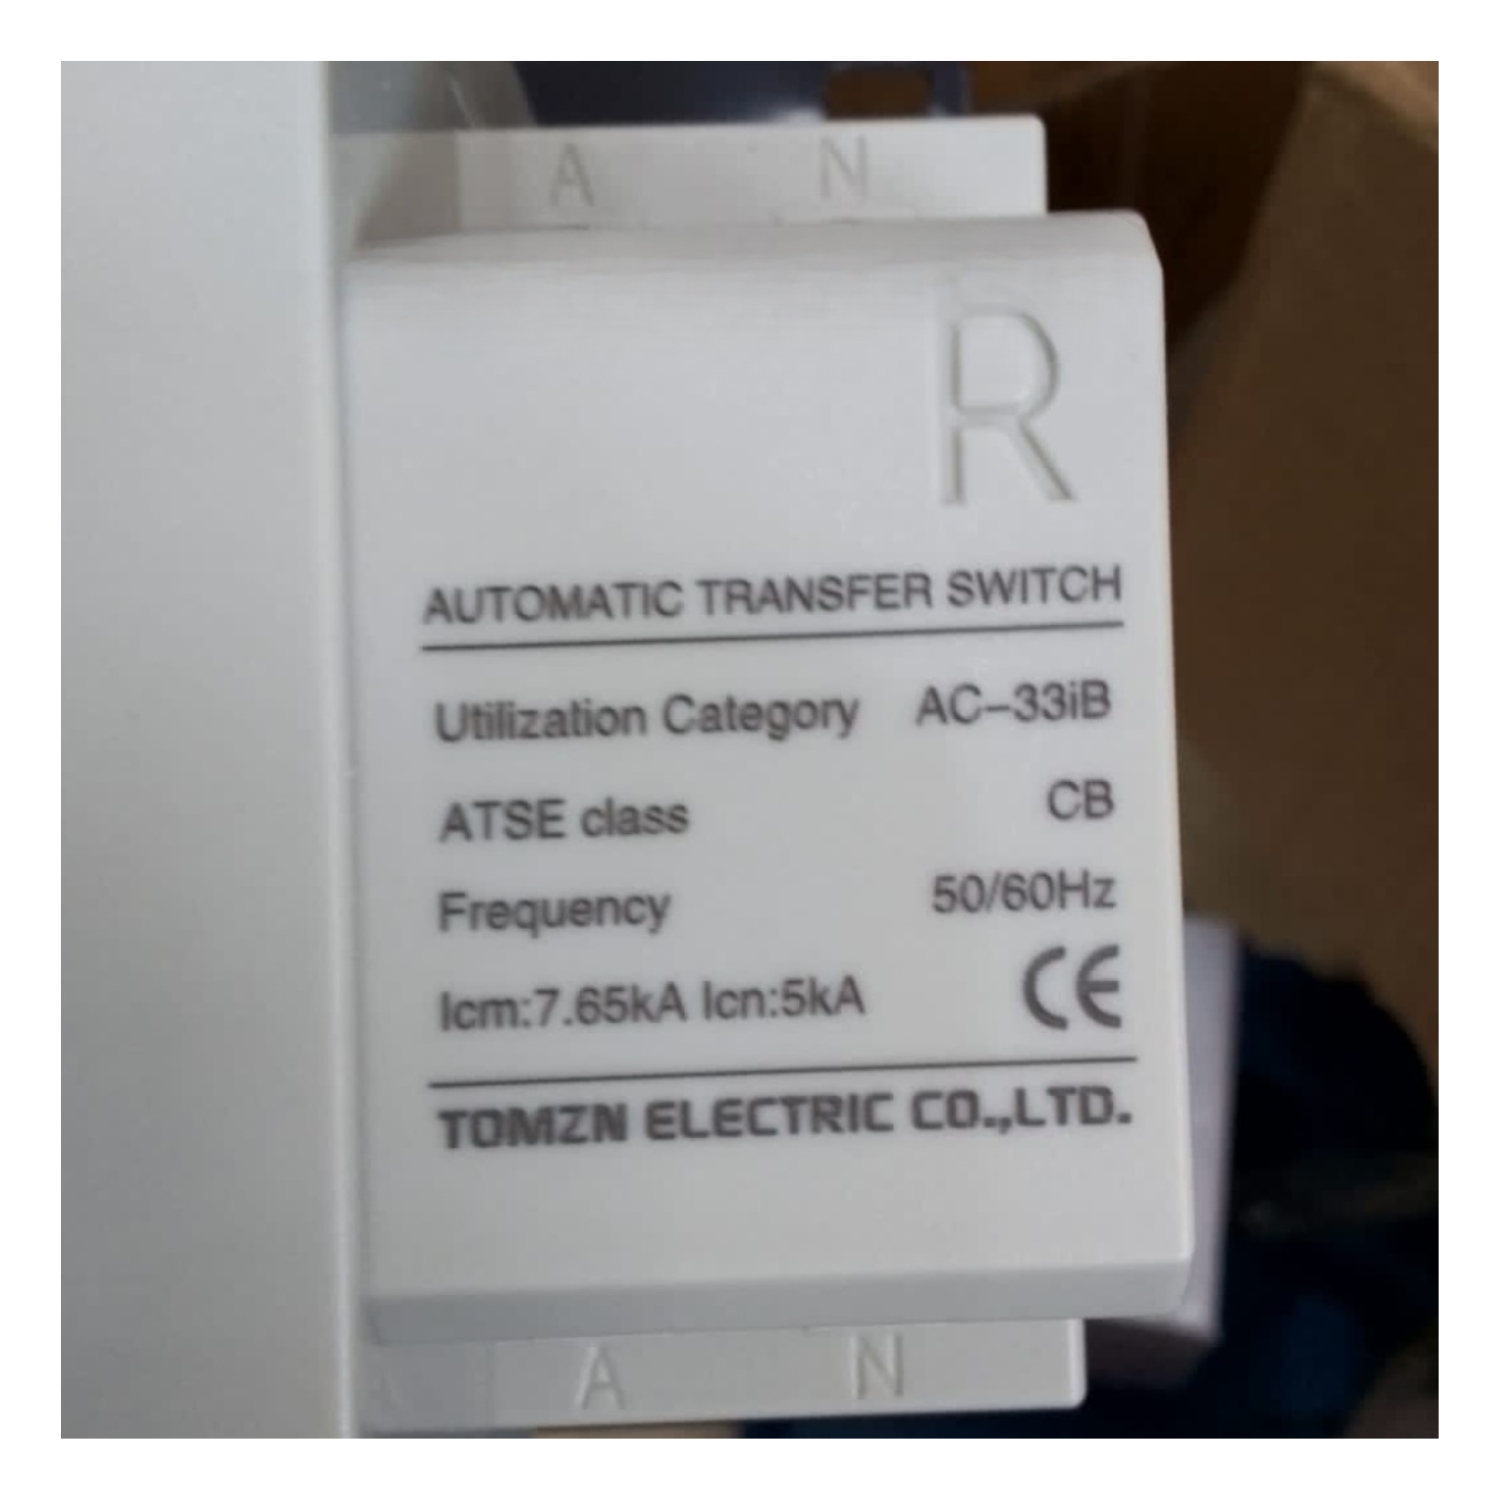 A N
R
AUTOMATIC TRANSFER SWITCH
Utilization Category AC-33iB
ATSE class CB
Frequency 50/60Hz
Icm:7.65kA Icn:5kA CE
TOMZN ELECTRIC CO.,LTD.
A N